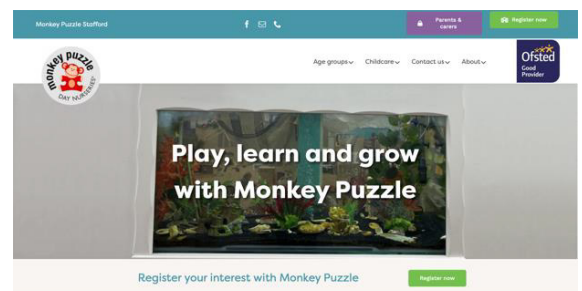 Monkey Puzzle Stafford
Parents & carers
Register now
monkey puzzle
DAY NURSERIES
Age groups
Childcare
Contact us
About
Ofsted
Good
Provider
Play, learn and grow
with Monkey Puzzle
Register your interest with Monkey Puzzle
Register now